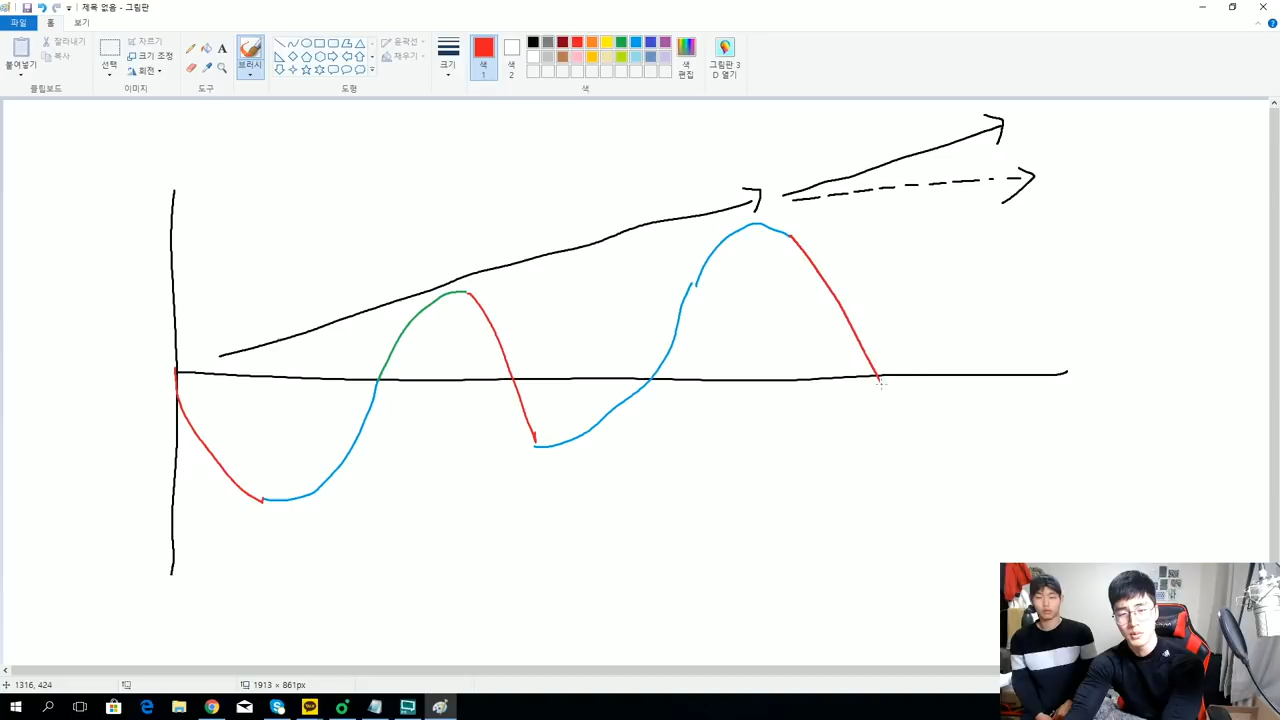 제목 없음 - 그림판
파일 홈 보기
붙여넣기 잘라내기 복사 클립보드
선택 자르기 크기 조정 회전 이미지
A 도구
브러시
윤곽선 채우기 도형
크기
색 1 색 2 색 편집 색
그림판 3D 열기
1316, 424 1913 × 861px
TALK